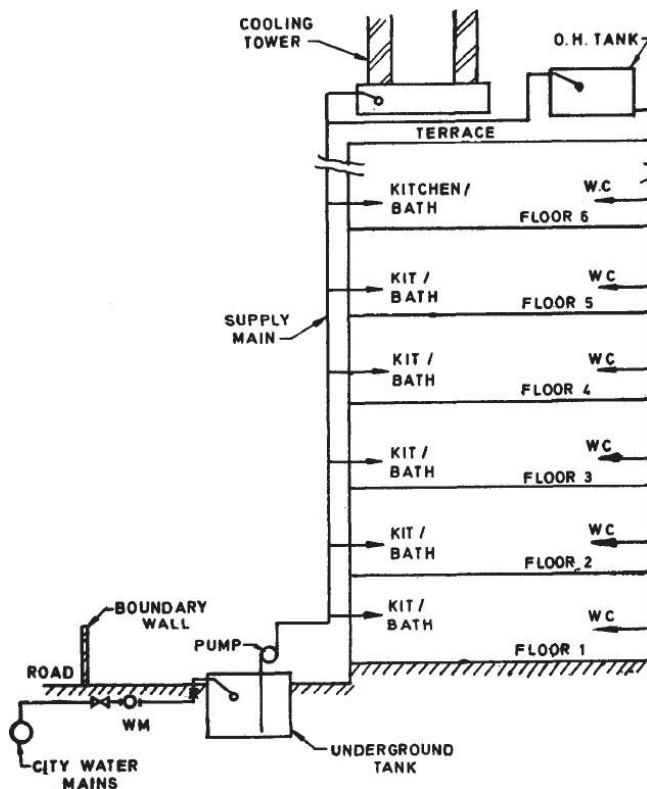 COOLING
TOWER
O.H. TANK
TERRACE
KITCHEN/
BATH
W.C
FLOOR 6
KIT/
BATH
WC
FLOOR 5
SUPPLY
MAIN
KIT/
BATH
WC
FLOOR 4
KIT/
BATH
WC
FLOOR 3
KIT/
BATH
WC
FLOOR 2
BOUNDARY
WALL
KIT/
BATH
WC
PUMP
FLOOR 1
ROAD
WM
UNDERGROUND
TANK
CITY WATER
MAINS